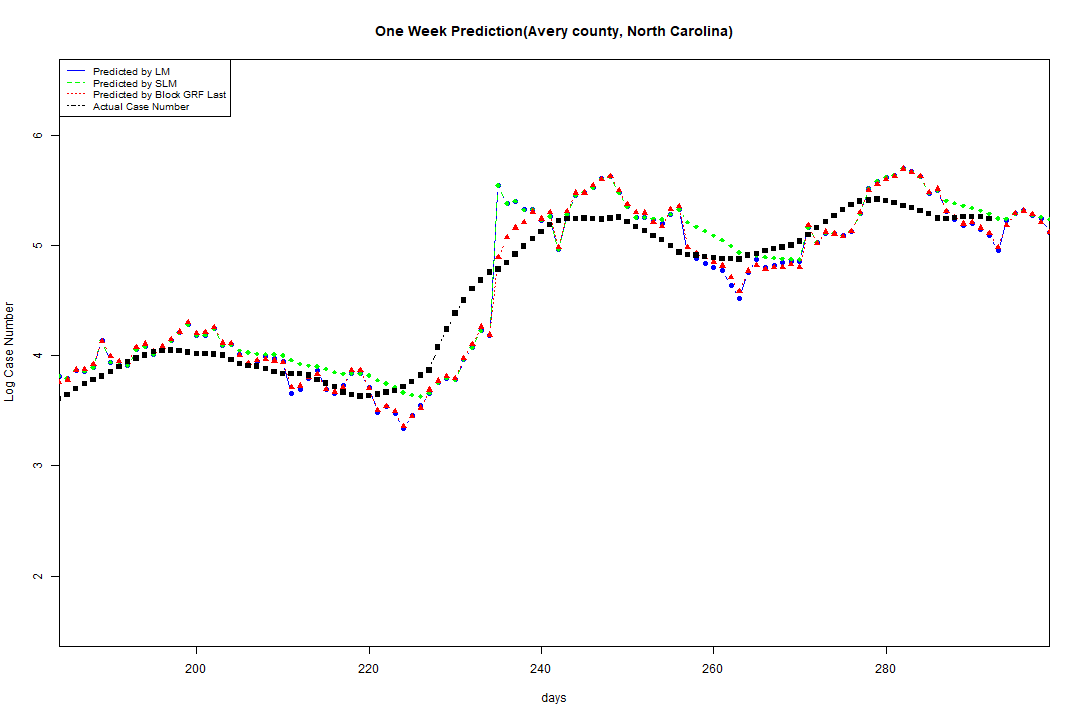 One Week Prediction(Avery county, North Carolina)
Predicted by LM
Predicted by SLM
Predicted by Block GRF Last
Actual Case Number
6
5
4
3
2
Log Case Number
200 220 240 260 280
days